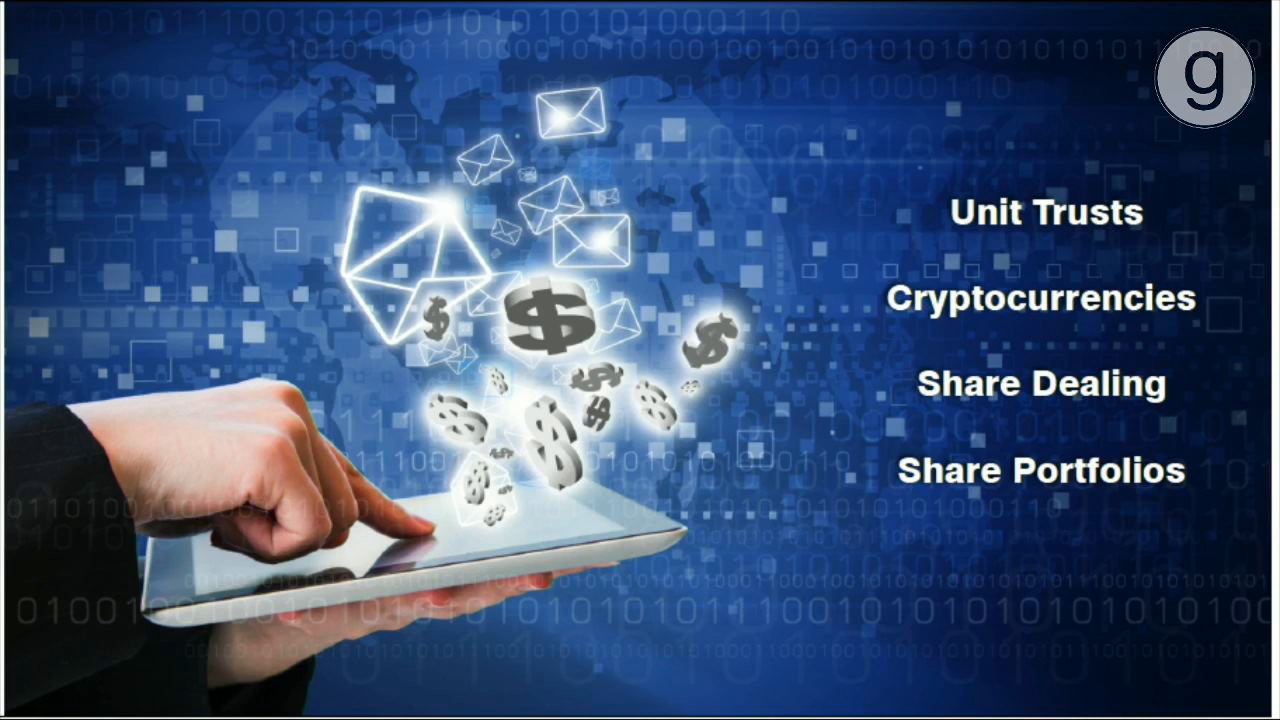 g
Unit Trusts
Cryptocurrencies
Share Dealing
Share Portfolios